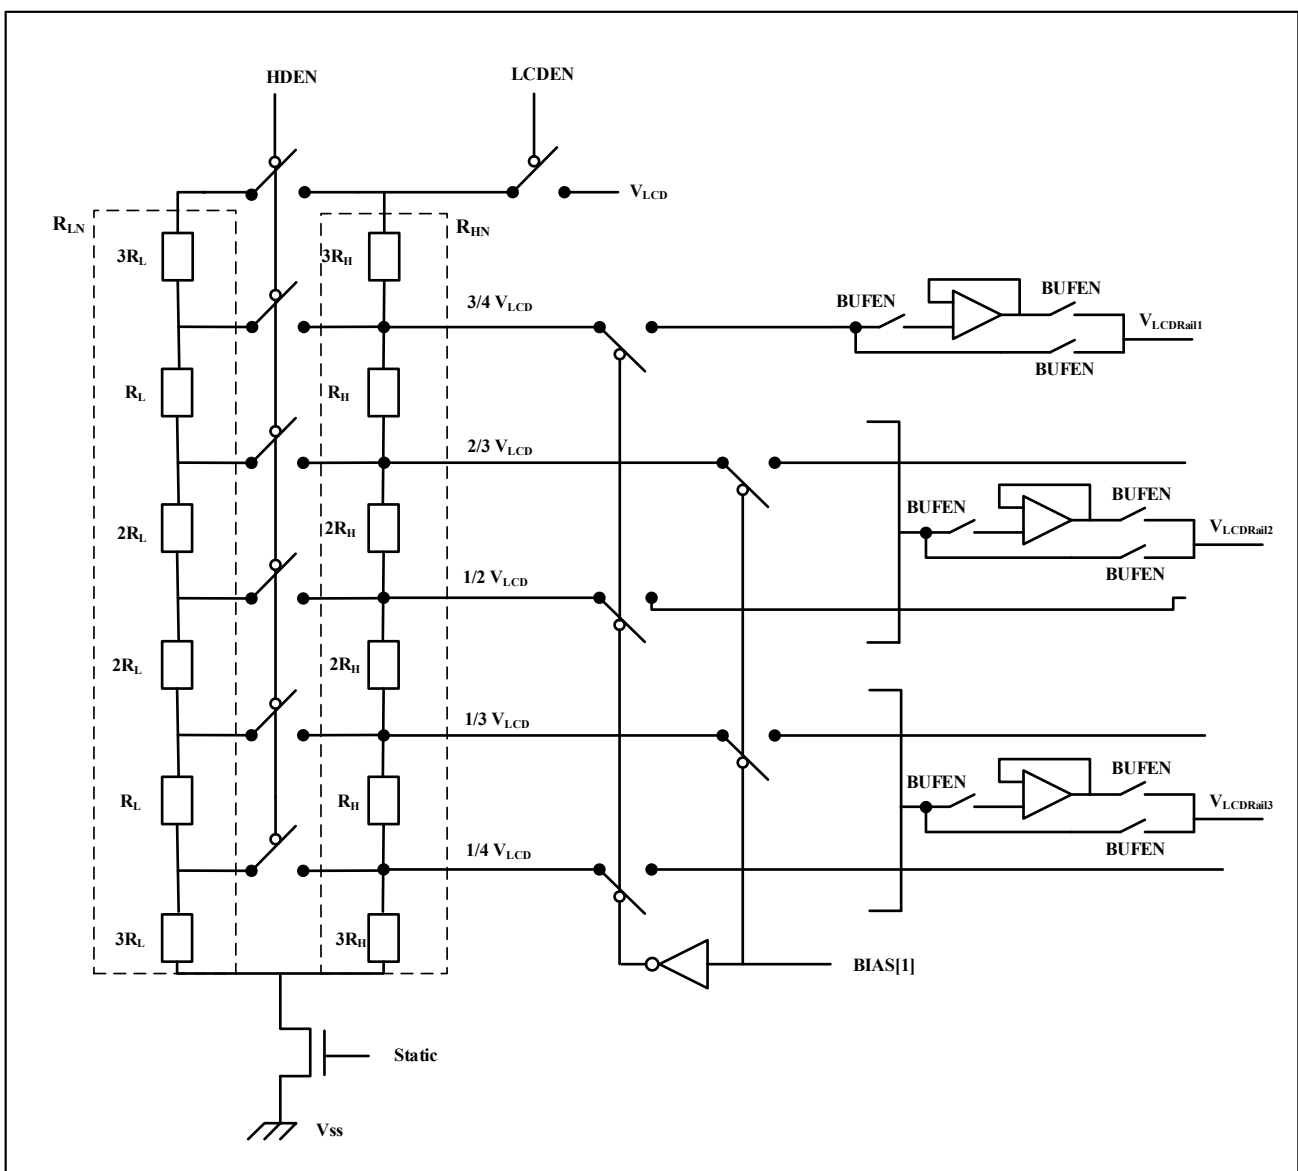 HDEN
LCDEN
VLCD
RLN
RHN
3RL
3RH
3/4 VLCD
BUFEN
BUFEN
VLCDRail1
BUFEN
RL
RH
2/3 VLCD
BUFEN
BUFEN
VLCDRail2
BUFEN
2RL
2RH
1/2 VLCD
2RL
2RH
1/3 VLCD
BUFEN
BUFEN
VLCDRail3
BUFEN
RL
RH
1/4 VLCD
3RL
3RH
BIAS[1]
Static
Vss